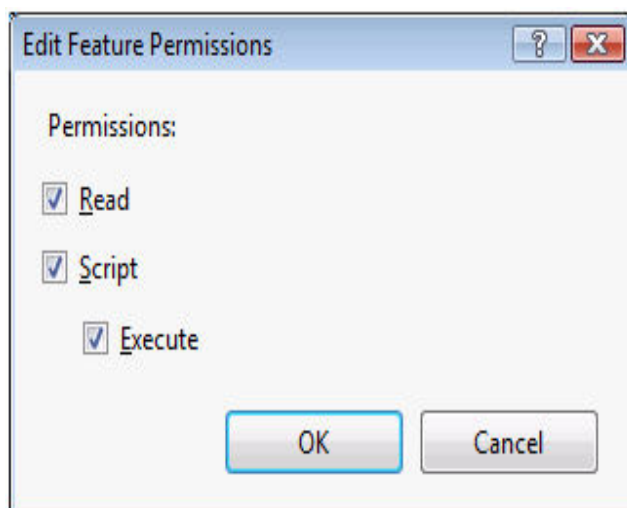 Edit Feature Permissions
Permissions:
Read
Script
Execute
OK Cancel